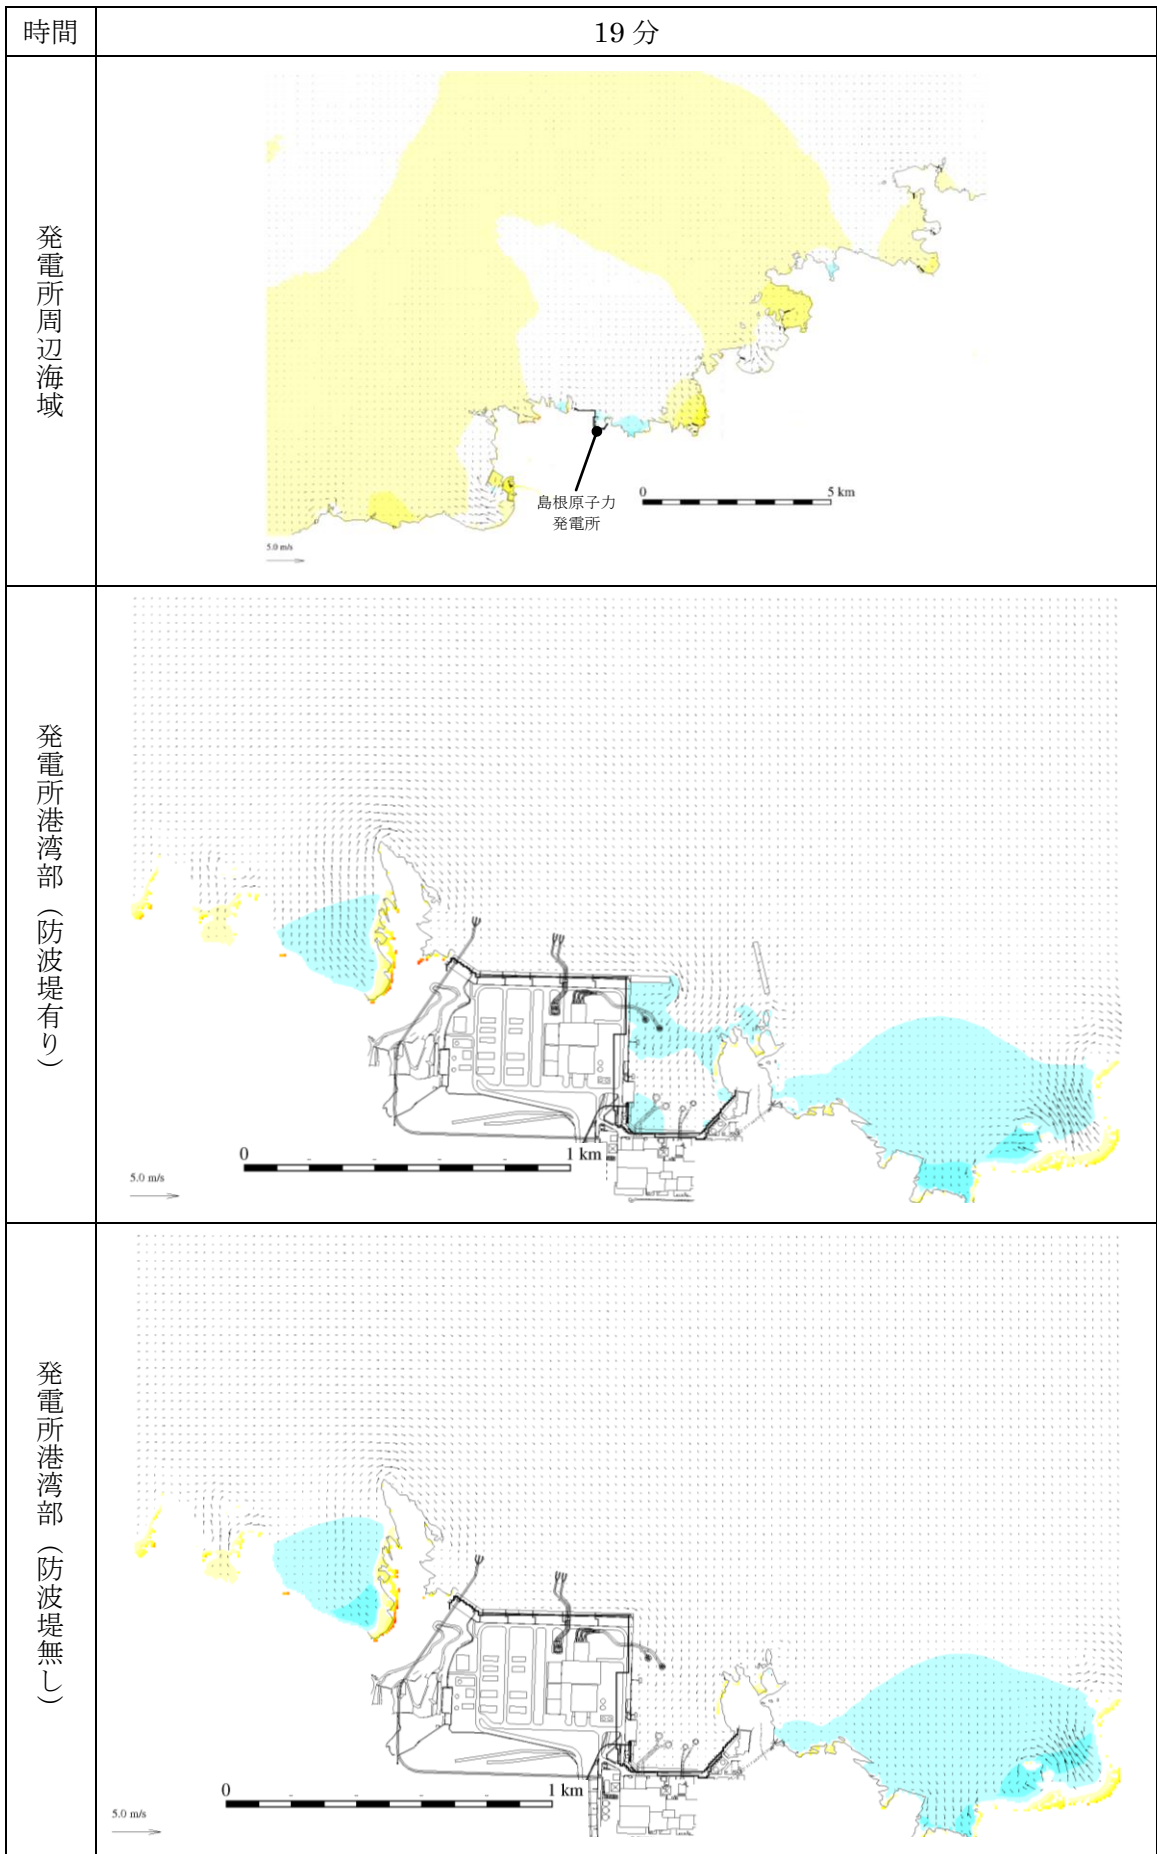 時間
19 分
発電所周辺海域
島根原子力
発電所
0 5 km
5.0 m/s
発電所港湾部（防波堤有り）
0 1 km
5.0 m/s
発電所港湾部（防波堤無し）
0 1 km
5.0 m/s